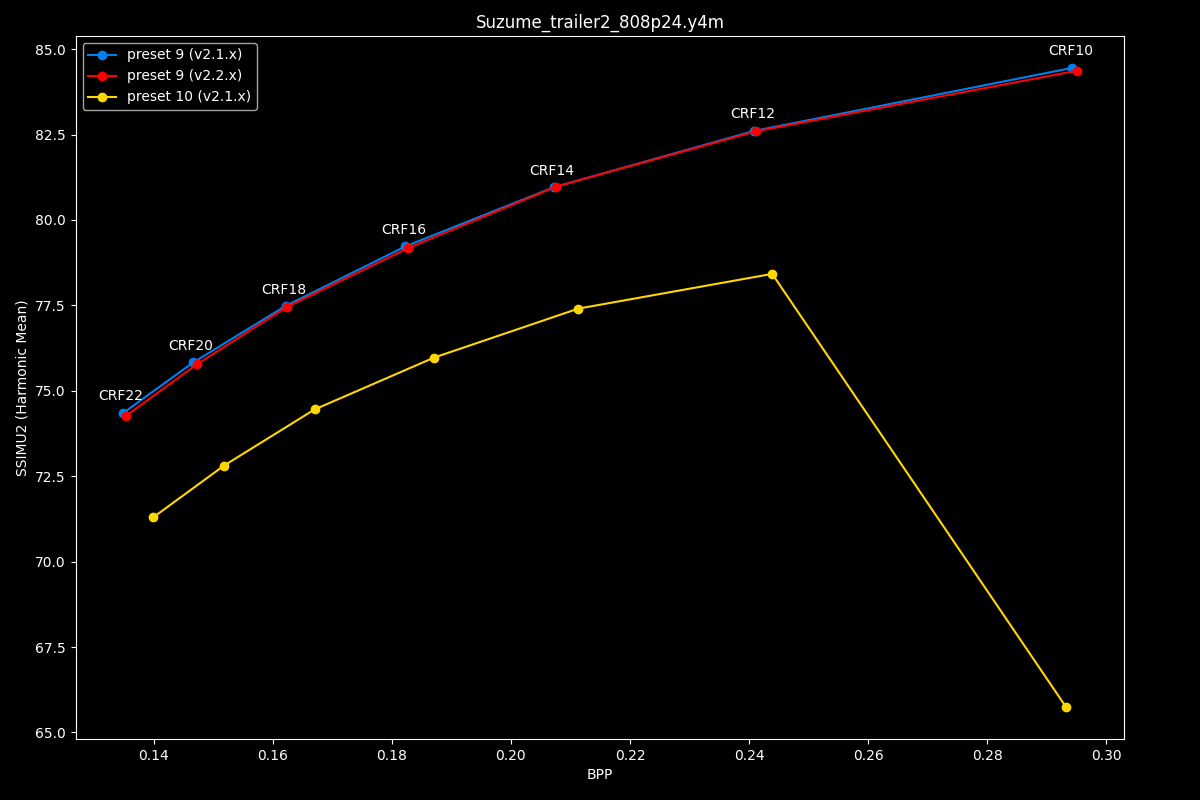 Suzume_trailer2_808p24.y4m
preset 9 (v2.1.x)
preset 9 (v2.2.x)
preset 10 (v2.1.x)
CRF10
CRF12
CRF14
CRF16
CRF18
CRF20
CRF22
SSIMU2 (Harmonic Mean)
85.0
82.5
80.0
77.5
75.0
72.5
70.0
67.5
65.0
0.14 0.16 0.18 0.20 0.22 0.24 0.26 0.28 0.30
BPP